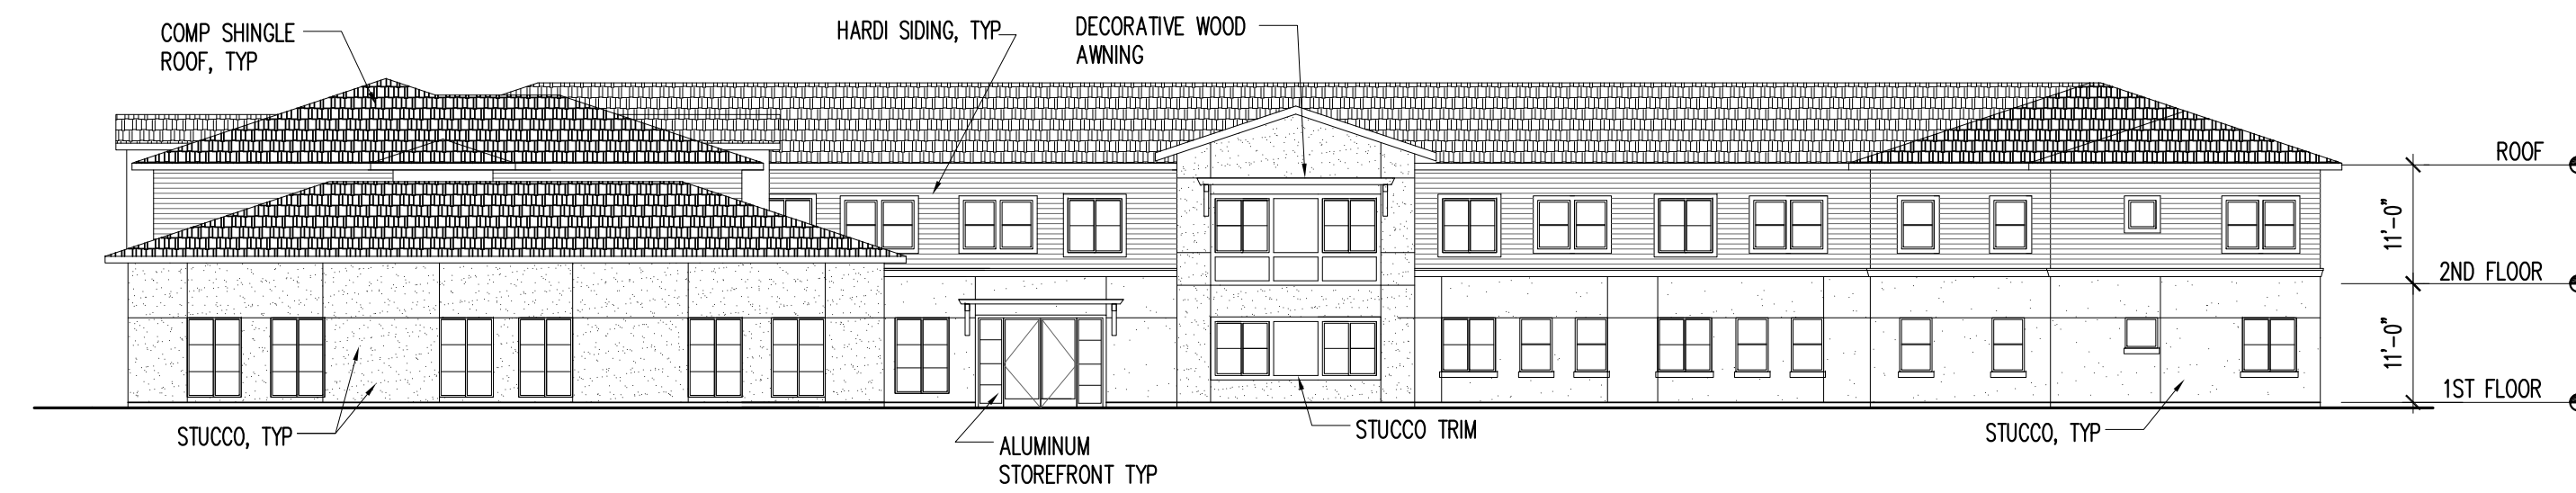 COMP SHINGLE
ROOF, TYP
HARDI SIDING, TYP
DECORATIVE WOOD
AWNING
ROOF
11'-0"
2ND FLOOR
11'-0"
1ST FLOOR
STUCCO, TYP
ALUMINUM
STOREFRONT TYP
STUCCO TRIM
STUCCO, TYP